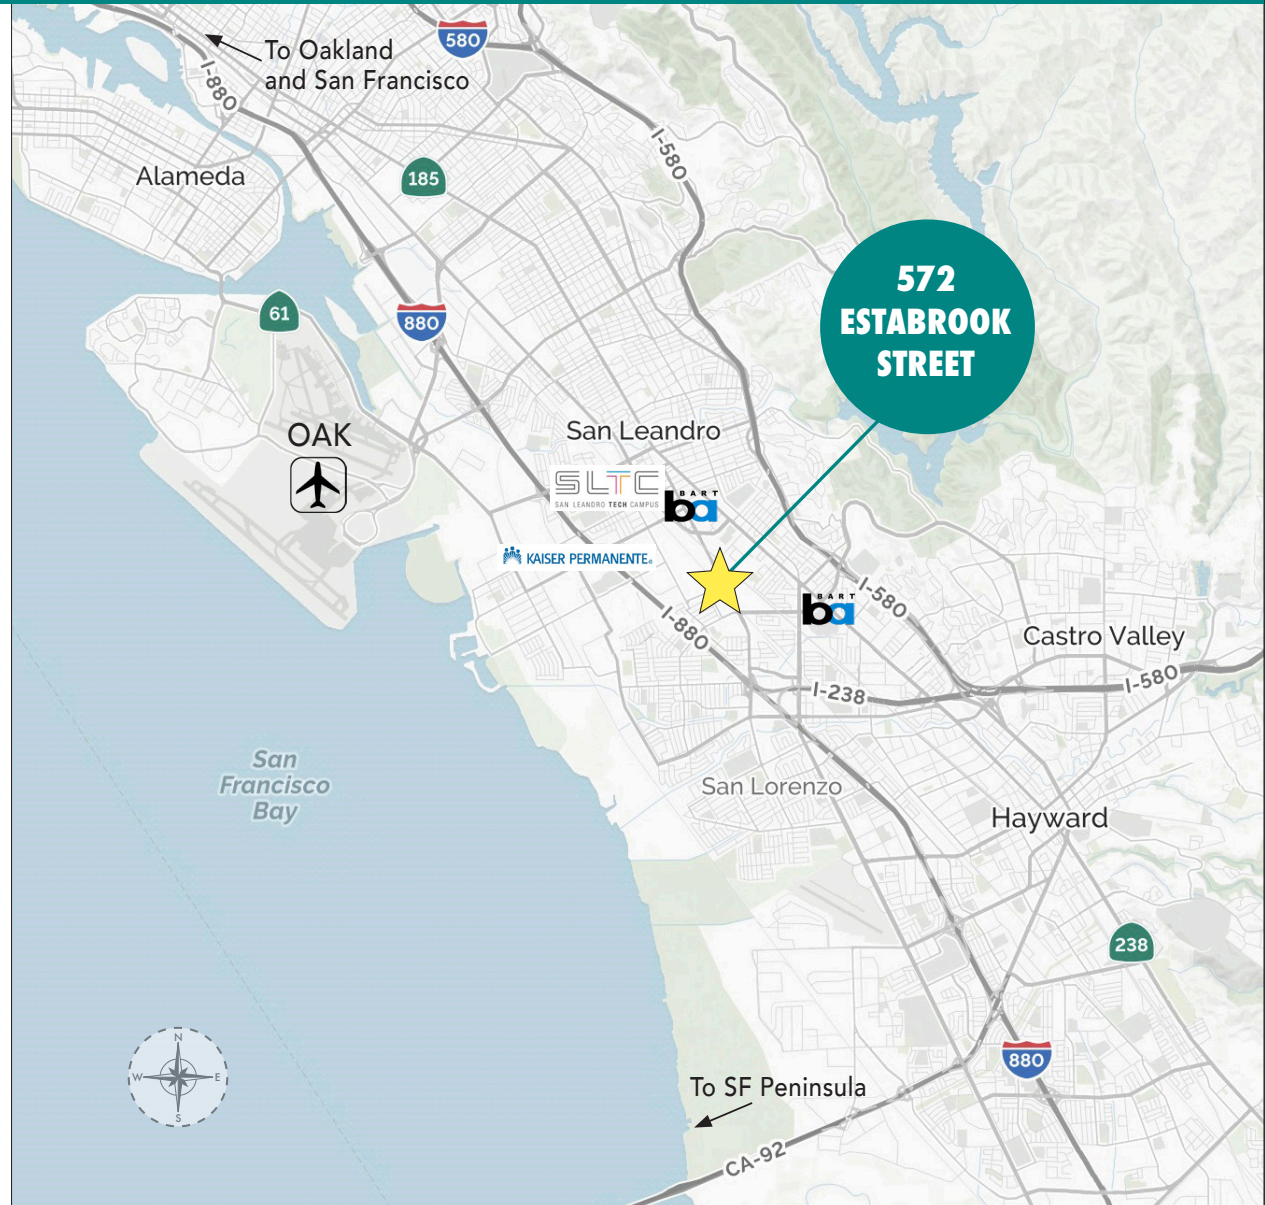 580
To Oakland
and San Francisco
I-880
I-580
Alameda
185
572
ESTABROOK
STREET
61
880
San Leandro
OAK
SLTC
SAN LEANDRO TECH CAMPUS
BART
ba
KAISER PERMANENTE®
BART
ba
I-580
I-880
Castro Valley
I-580
I-238
San
Francisco
Bay
San Lorenzo
Hayward
238
N
W
E
S
880
To SF Peninsula
CA-92